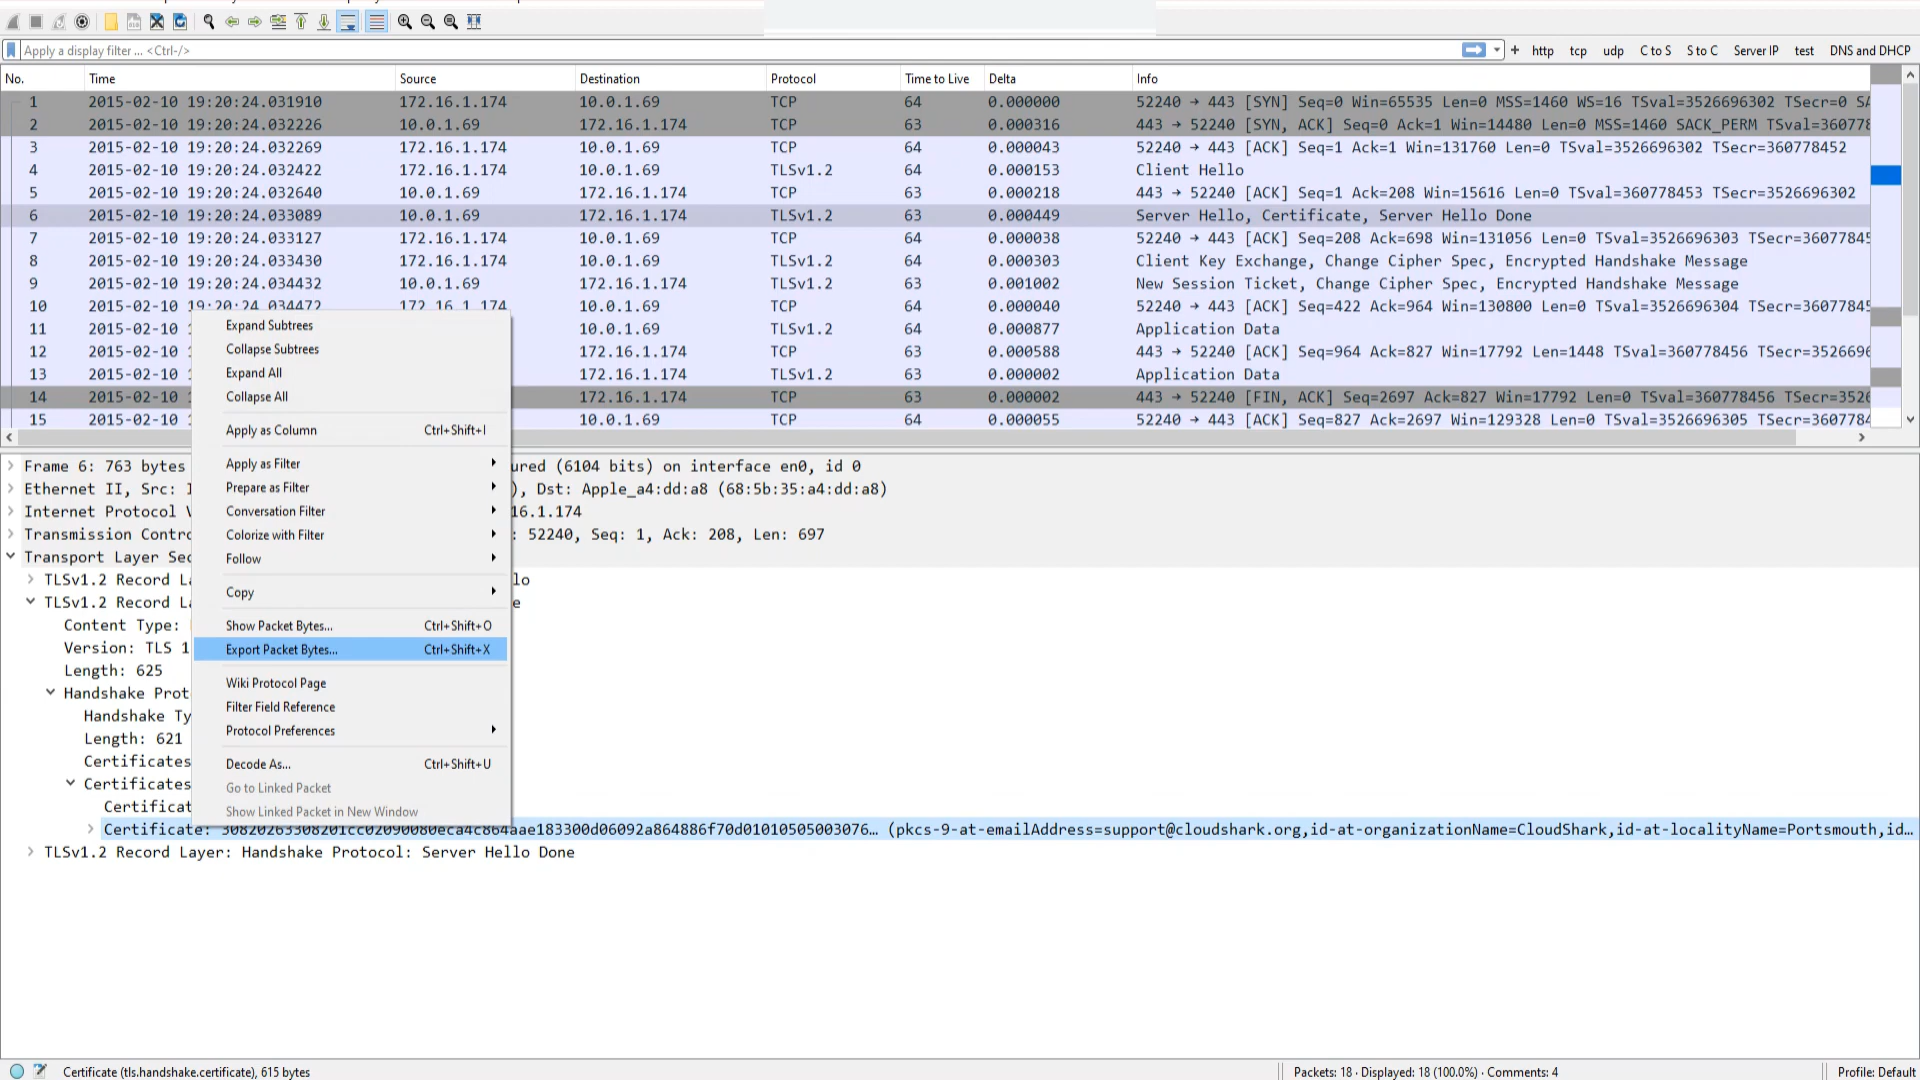 Apply a display filter ... <Ctrl-/> + http tcp udp C to S S to C Server IP test DNS and DHCP
No. Time Source Destination Protocol Time to Live Delta Info
1 2015-02-10 19:20:24.031910 172.16.1.174 10.0.1.69 TCP 64 0.000000 52240 → 443 [SYN] Seq=0 Win=65535 Len=0 MSS=1460 WS=16 TSval=3526696302 TSecr=0 SA
2 2015-02-10 19:20:24.032226 10.0.1.69 172.16.1.174 TCP 63 0.000316 443 → 52240 [SYN, ACK] Seq=0 Ack=1 Win=14480 Len=0 MSS=1460 SACK_PERM TSval=360778
3 2015-02-10 19:20:24.032269 172.16.1.174 10.0.1.69 TCP 64 0.000043 52240 → 443 [ACK] Seq=1 Ack=1 Win=131760 Len=0 TSval=3526696302 TSecr=360778452
4 2015-02-10 19:20:24.032422 172.16.1.174 10.0.1.69 TLSv1.2 64 0.000153 Client Hello
5 2015-02-10 19:20:24.032640 10.0.1.69 172.16.1.174 TCP 63 0.000218 443 → 52240 [ACK] Seq=1 Ack=208 Win=15616 Len=0 TSval=360778453 TSecr=3526696302
6 2015-02-10 19:20:24.033089 10.0.1.69 172.16.1.174 TLSv1.2 63 0.000449 Server Hello, Certificate, Server Hello Done
7 2015-02-10 19:20:24.033127 172.16.1.174 10.0.1.69 TCP 64 0.000038 52240 → 443 [ACK] Seq=208 Ack=698 Win=131056 Len=0 TSval=3526696303 TSecr=36077845
8 2015-02-10 19:20:24.033430 172.16.1.174 10.0.1.69 TLSv1.2 64 0.000303 Client Key Exchange, Change Cipher Spec, Encrypted Handshake Message
9 2015-02-10 19:20:24.034432 10.0.1.69 172.16.1.174 TLSv1.2 63 0.001002 New Session Ticket, Change Cipher Spec, Encrypted Handshake Message
10 2015-02-10 19:20:24.034472 172.16.1.174 10.0.1.69 TCP 64 0.000040 52240 → 443 [ACK] Seq=422 Ack=964 Win=130800 Len=0 TSval=3526696304 TSecr=36077845
11 2015-02-10 1 10.0.1.69 TLSv1.2 64 0.000877 Application Data
12 2015-02-10 1 172.16.1.174 TCP 63 0.000588 443 → 52240 [ACK] Seq=964 Ack=827 Win=17792 Len=1448 TSval=360778456 TSecr=3526696
13 2015-02-10 1 172.16.1.174 TLSv1.2 63 0.000002 Application Data
14 2015-02-10 1 172.16.1.174 TCP 63 0.000002 443 → 52240 [FIN, ACK] Seq=2697 Ack=827 Win=17792 Len=0 TSval=360778456 TSecr=3526
15 2015-02-10 1 10.0.1.69 TCP 64 0.000055 52240 → 443 [ACK] Seq=827 Ack=2697 Win=129328 Len=0 TSval=3526696305 TSecr=3607784
Expand Subtrees
Collapse Subtrees
Expand All
Collapse All
Apply as Column Ctrl+Shift+I
Apply as Filter
Prepare as Filter
Conversation Filter
Colorize with Filter
Follow
Copy
Show Packet Bytes... Ctrl+Shift+O
Export Packet Bytes... Ctrl+Shift+X
Wiki Protocol Page
Filter Field Reference
Protocol Preferences
Decode As... Ctrl+Shift+U
Go to Linked Packet
Show Linked Packet in New Window
Frame 6: 763 bytes ured (6104 bits) on interface en0, id 0
Ethernet II, Src: ), Dst: Apple_a4:dd:a8 (68:5b:35:a4:dd:a8)
Internet Protocol V 16.1.174
Transmission Contro : 52240, Seq: 1, Ack: 208, Len: 697
Transport Layer Sec
TLSv1.2 Record La lo
TLSv1.2 Record La e
Content Type:
Version: TLS 1
Length: 625
Handshake Prot
Handshake Ty
Length: 621
Certificates
Certificates
Certificat
Certificate: 30820263308201cc02090080eca4c864aae183300d06092a864886f70d01010505003076… (pkcs-9-at-emailAddress=support@cloudshark.org,id-at-organizationName=CloudShark,id-at-localityName=Portsmouth,id…
TLSv1.2 Record Layer: Handshake Protocol: Server Hello Done
Certificate (tls.handshake.certificate), 615 bytes Packets: 18 · Displayed: 18 (100.0%) · Comments: 4 Profile: Default